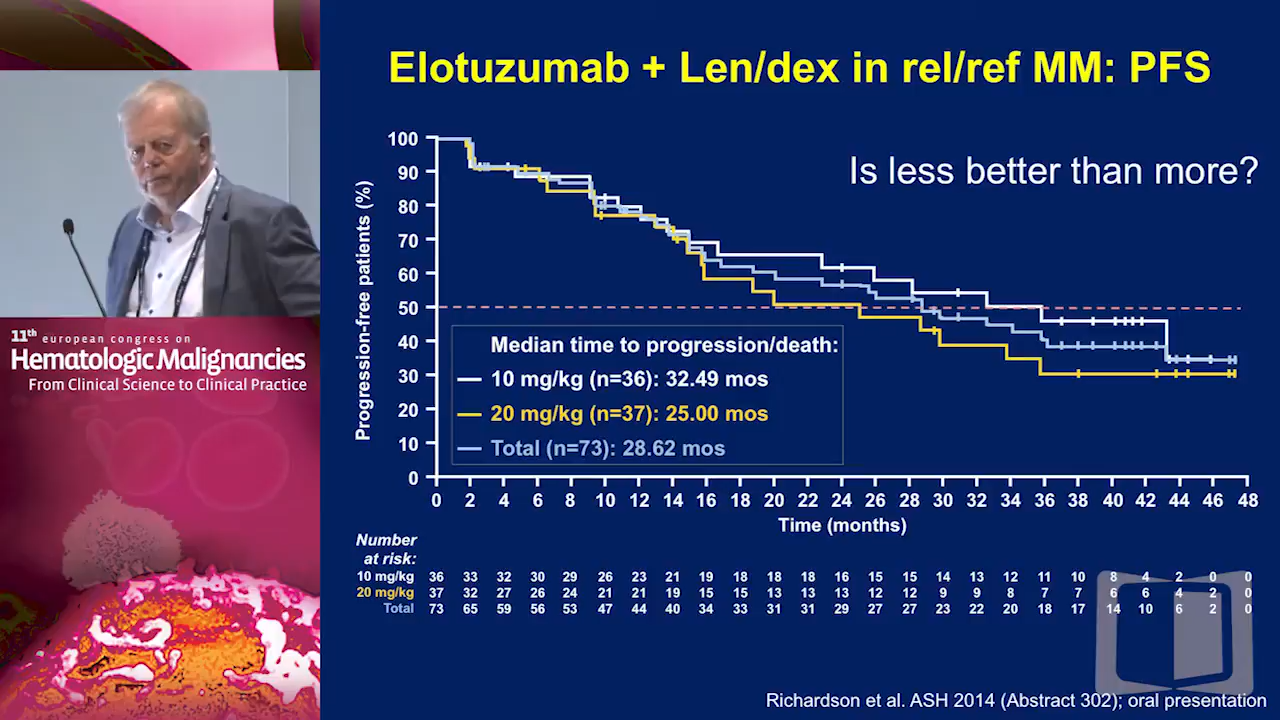 11th european congress on
Hematologic Malignancies
From Clinical Science to Clinical Practice
Elotuzumab + Len/dex in rel/ref MM: PFS
Is less better than more?
Progression-free patients (%)
100
90
80
70
60
50
40
30
20
10
0
Median time to progression/death:
10 mg/kg (n=36): 32.49 mos
20 mg/kg (n=37): 25.00 mos
Total (n=73): 28.62 mos
0 2 4 6 8 10 12 14 16 18 20 22 24 26 28 30 32 34 36 38 40 42 44 46 48
Time (months)
Number
at risk:
10 mg/kg 36 33 32 30 29 26 23 21 19 18 18 18 16 15 15 14 13 12 11 10 8 4 2 0 0
20 mg/kg 37 32 27 26 24 21 21 19 15 15 13 13 13 12 12 9 9 8 7 7 6 6 4 2 0
Total 73 65 59 56 53 47 44 40 34 33 31 31 29 27 27 23 22 20 18 17 14 10 6 2 0
Richardson et al. ASH 2014 (Abstract 302); oral presentation